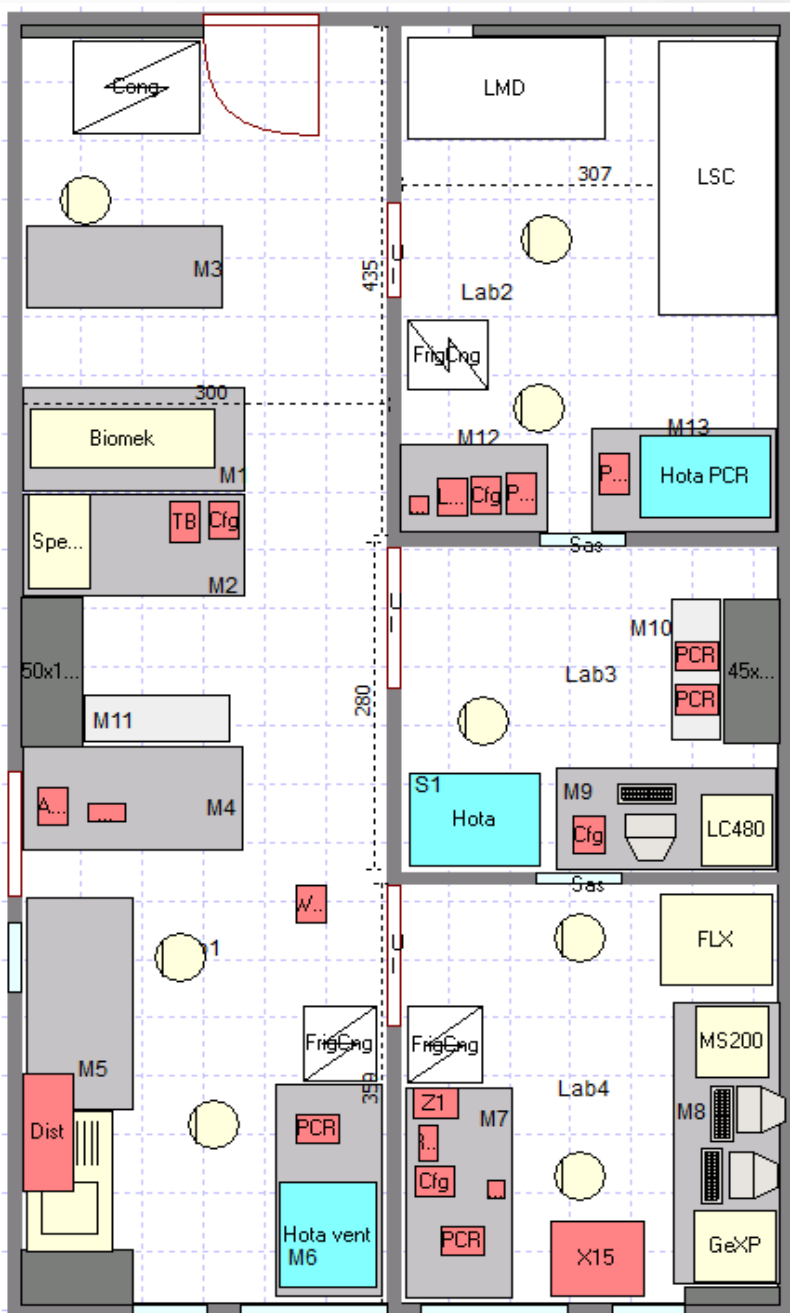 Cong
LMD
LSC
307
M3
435
U
I
Lab2
FrigCng
300
Biomek
M1
M12
M13
P...
Hota PCR
...
L...
Cfg
P...
Spe...
TB
Cfg
M2
Sas
U
I
50x1...
M10
PCR
PCR
45x...
Lab3
280
M11
A...
...
M4
S1
Hota
M9
Cfg
LC480
Sas
U
I
FLX
FrigCng
FrigCng
359
MS200
M5
Lab4
Z1
M7
M8
Dist
PCR
Cfg
...
PCR
Hota vent
M6
X15
GeXP